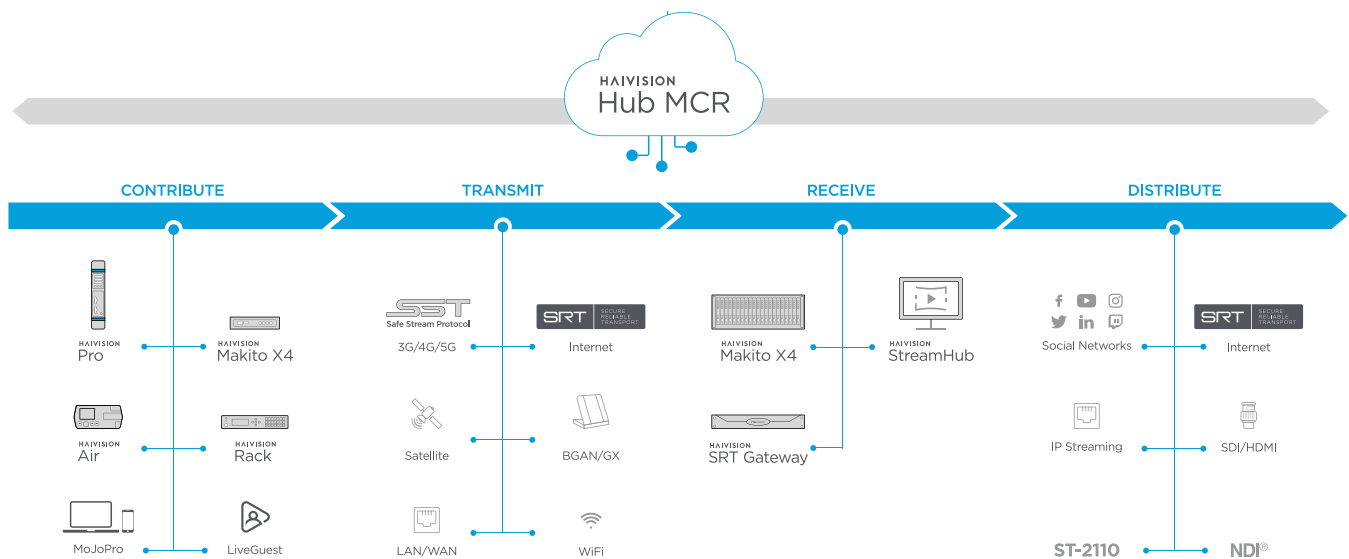 HAIVISION
Hub MCR
CONTRIBUTE
TRANSMIT
RECEIVE
DISTRIBUTE
HAIVISION
Pro
HAIVISION
Makito X4
HAIVISION
Air
HAIVISION
Rack
MoJoPro
LiveGuest
SST
Safe Stream Protocol
3G/4G/5G
SRT
SECURE
RELIABLE
TRANSPORT
Internet
Satellite
BGAN/GX
LAN/WAN
WiFi
HAIVISION
Makito X4
HAIVISION
StreamHub
HAIVISION
SRT Gateway
Social Networks
SRT
SECURE
RELIABLE
TRANSPORT
Internet
IP Streaming
SDI/HDMI
ST-2110
NDI®